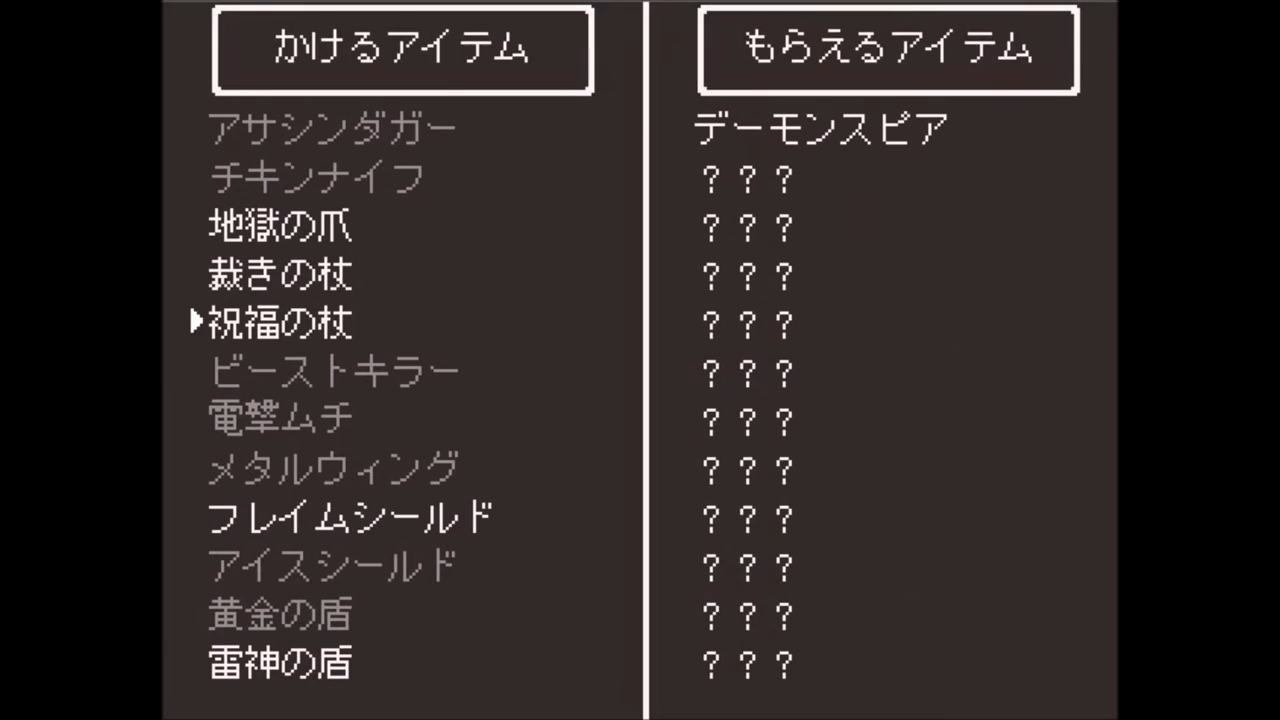 かけるアイテム
もらえるアイテム
アサシンダガー
デーモンスピア
チキンナイフ
？？？
地獄の爪
？？？
裁きの杖
？？？
祝福の杖
？？？
ビーストキラー
？？？
電撃ムチ
？？？
メタルウィング
？？？
フレイムシールド
？？？
アイスシールド
？？？
黄金の盾
？？？
雷神の盾
？？？